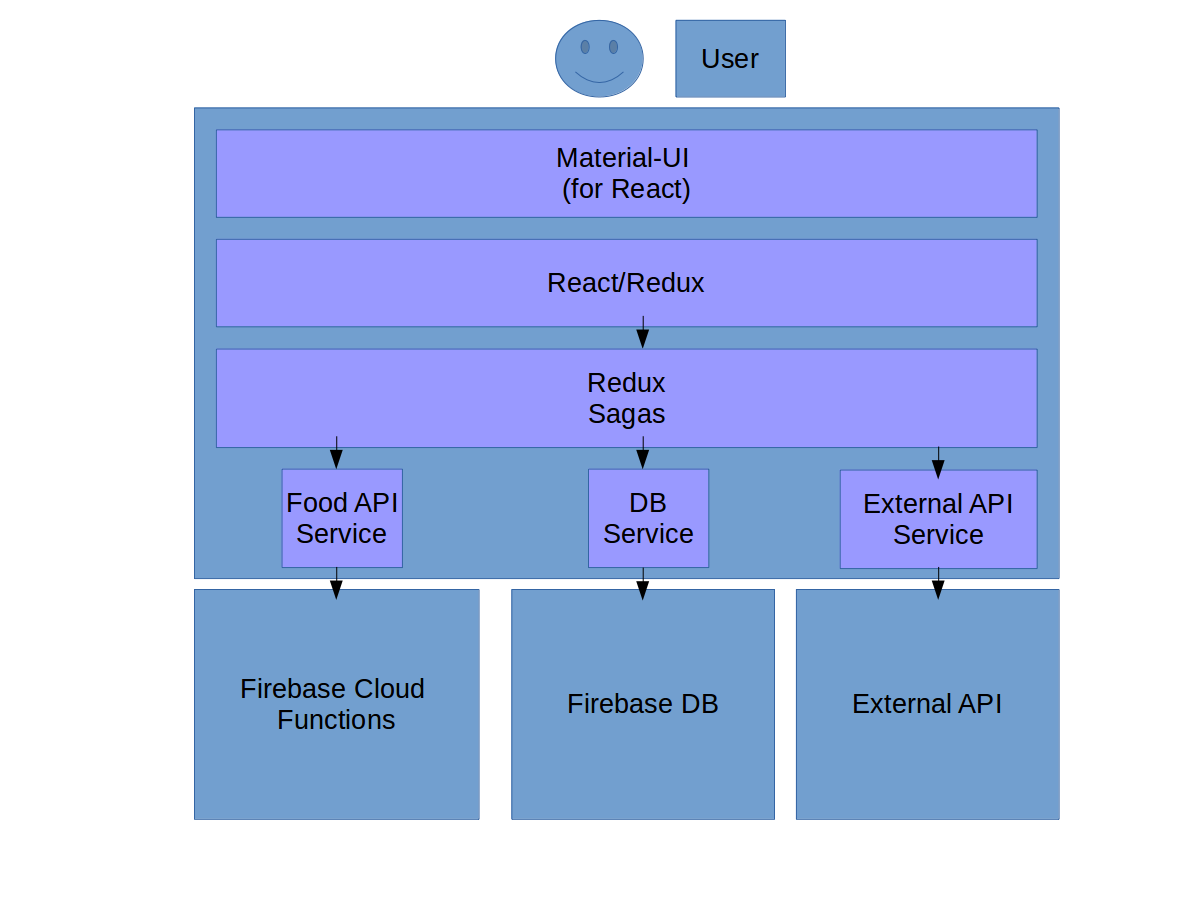 User
Material-UI
(for React)
React/Redux
Redux
Sagas
Food API
Service
DB
Service
External API
Service
Firebase Cloud
Functions
Firebase DB
External API